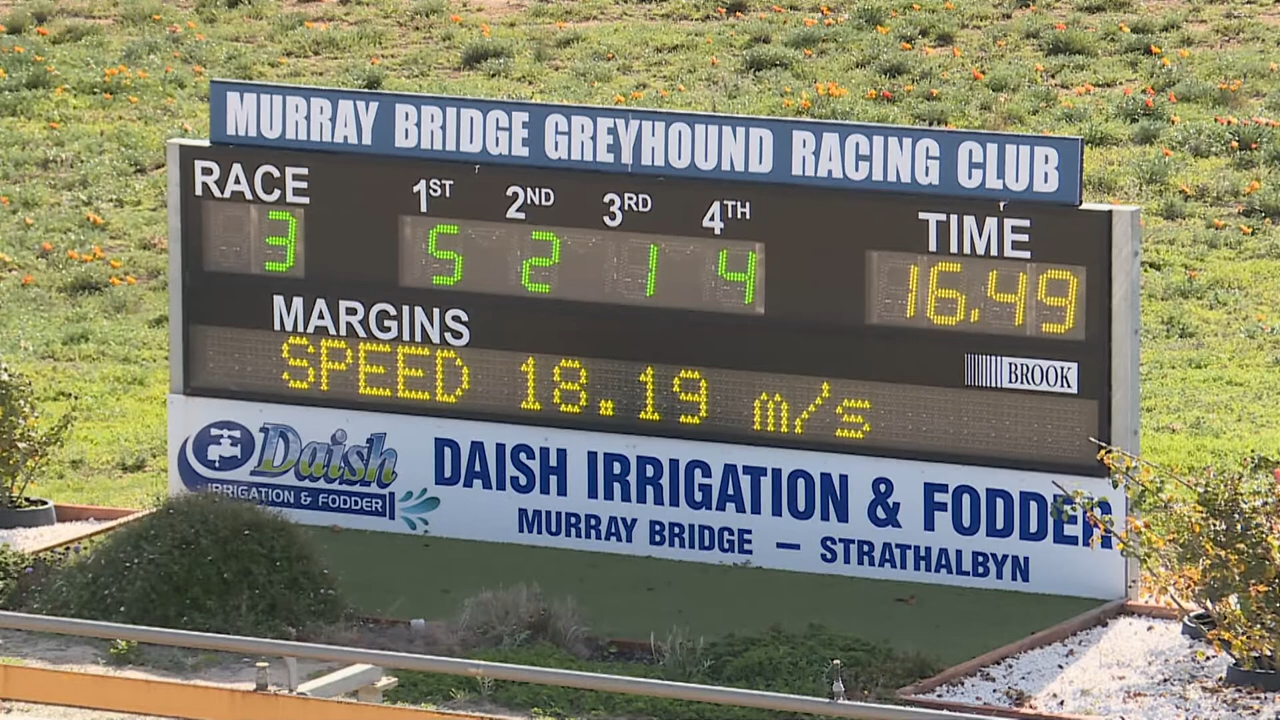 MURRAY BRIDGE GREYHOUND RACING CLUB
RACE 1ST 2ND 3RD 4TH TIME
3 5 2 1 4 16.49
MARGINS
BROOK
SPEED 18.19 m/s
Daish
IRRIGATION & FODDER
DAISH IRRIGATION & FODDER
MURRAY BRIDGE – STRATHALBYN